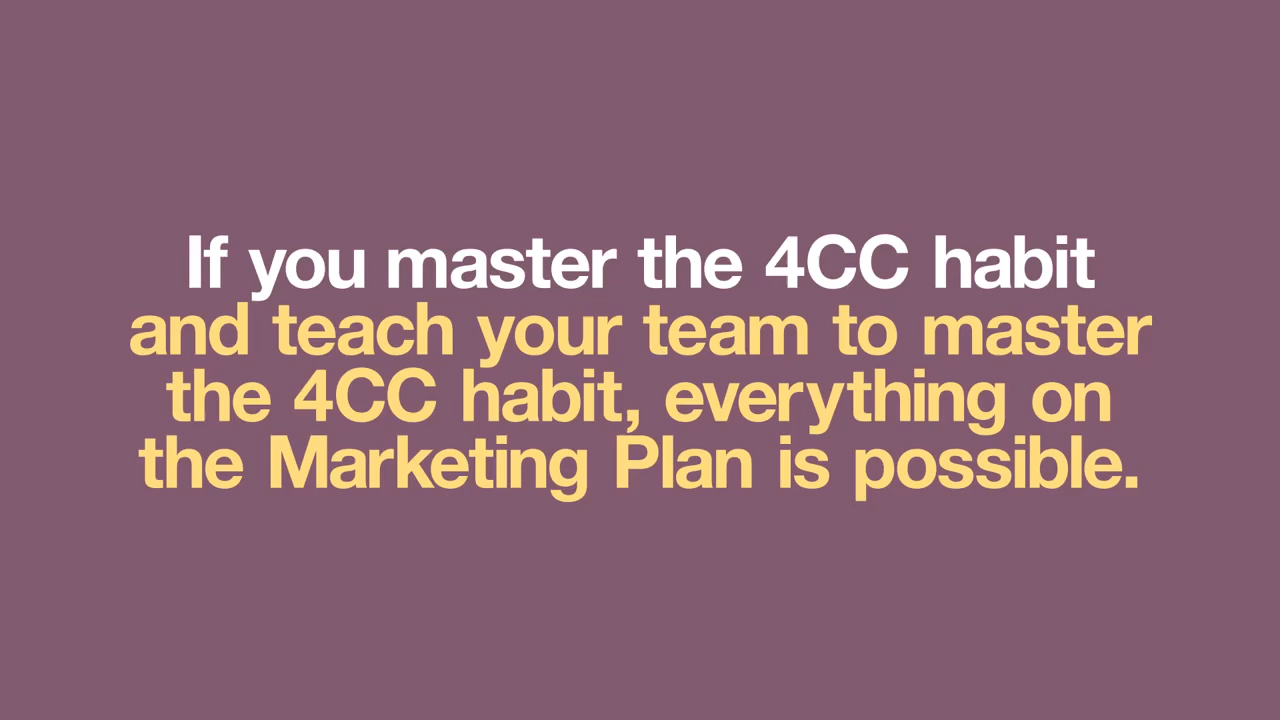 If you master the 4CC habit
and teach your team to master
the 4CC habit, everything on
the Marketing Plan is possible.